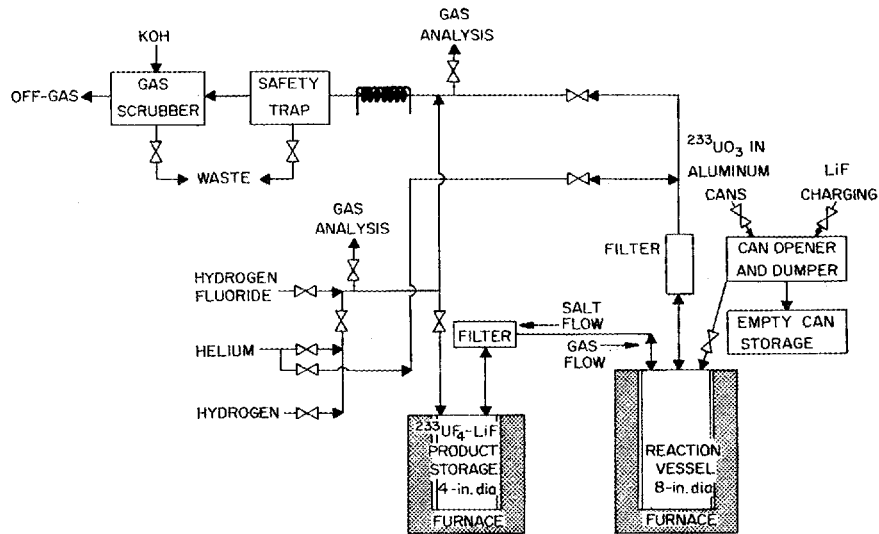 GAS
ANALYSIS
KOH
GAS
SCRUBBER
SAFETY
TRAP
OFF-GAS
WASTE
233UO3 IN
ALUMINUM
CANS
LiF
CHARGING
GAS
ANALYSIS
FILTER
CAN OPENER
AND DUMPER
HYDROGEN
FLUORIDE
SALT
FLOW
FILTER
GAS
FLOW
EMPTY CAN
STORAGE
HELIUM
HYDROGEN
233UF4-LiF
PRODUCT
STORAGE
4-in. dia
FURNACE
REACTION
VESSEL
8-in. dia
FURNACE